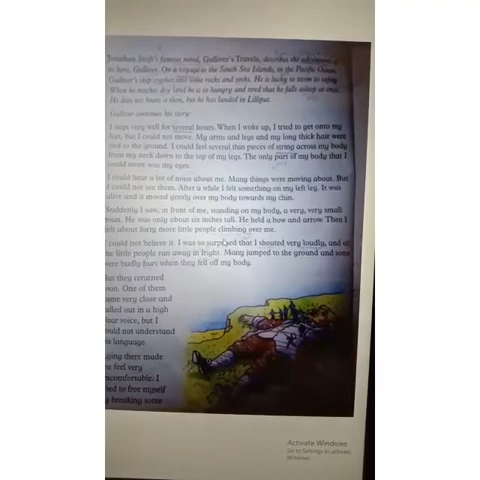 Jonathan Swift's famous novel, Gulliver's Travels, describes the adventures
its hero, Gulliver. On a voyage in the South Sea Islands, in the Pacific Ocean,
Gulliver's ship crashes into some rocks and sinks. He is lucky to swim to safety.
When he reaches dry land he is so hungry and tired that he falls asleep at once.
He does not know it then, but he has landed in Lilliput.
Gulliver continues his story:
I slept very well for several hours. When I woke up, I tried to get onto my
feet, but I could not move. My arms and legs and my long thick hair were
tied to the ground. I could feel several thin pieces of string across my body
from my neck down to the top of my legs. The only part of my body that I
could move was my eyes.
I could hear a lot of noise about me. Many things were moving about. But
I could not see them. After a while I felt something on my left leg. It was
alive and it moved gently over my body towards my chin.
Suddenly I saw, in front of me, standing on my body, a very, very small
man. He was only about six inches tall. He held a bow and arrow. Then I
felt about forty more little people climbing over me.
I could not believe it. I was so surprised that I shouted very loudly, and all
the little people ran away in fright. Many jumped to the ground and some
were badly hurt when they fell off my body.
But they returned
soon. One of them
came very close and
called out in a high
clear voice, but I
could not understand
his language.
Lying there made
me feel very
uncomfortable. I
tried to free myself
by breaking some
Activate Windows
Go to Settings to activate
Windows.